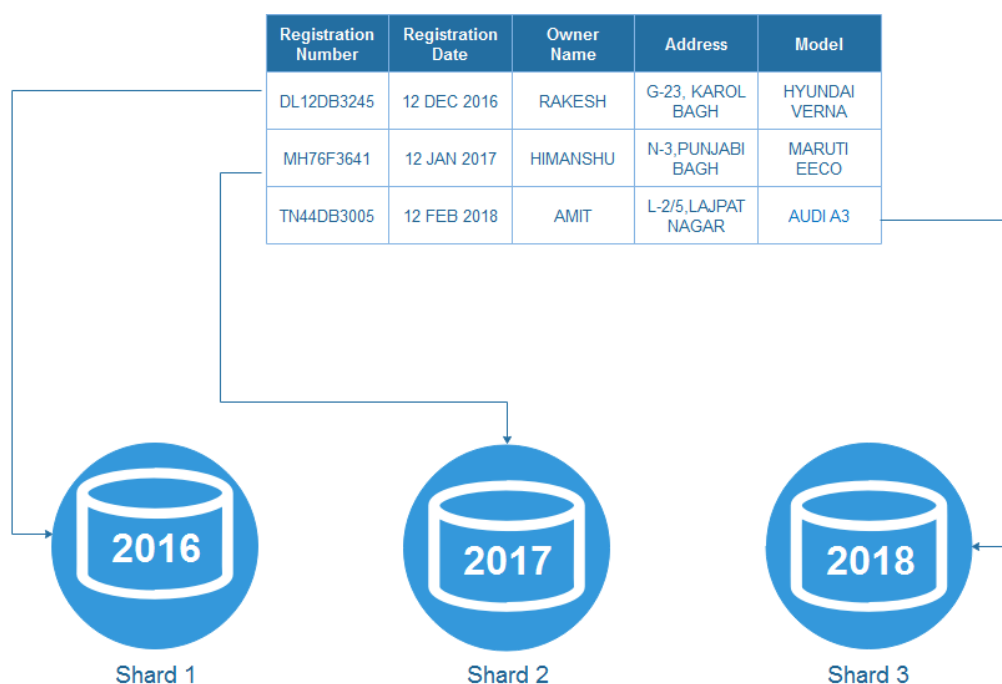 Registration Number
Registration Date
Owner Name
Address
Model
DL12DB3245
12 DEC 2016
RAKESH
G-23, KAROL BAGH
HYUNDAI VERNA
MH76F3641
12 JAN 2017
HIMANSHU
N-3,PUNJABI BAGH
MARUTI EECO
TN44DB3005
12 FEB 2018
AMIT
L-2/5,LAJPAT NAGAR
AUDI A3
2016
2017
2018
Shard 1
Shard 2
Shard 3